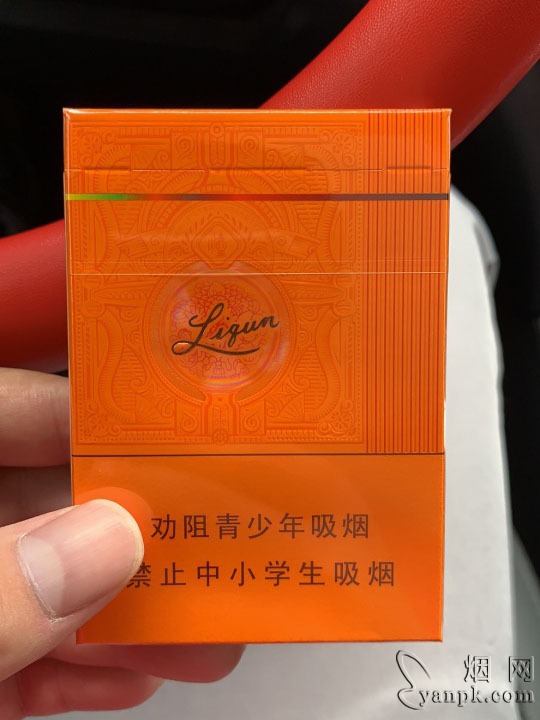 Liqun
劝阻青少年吸烟
禁止中小学生吸烟
烟网
yanpk.com